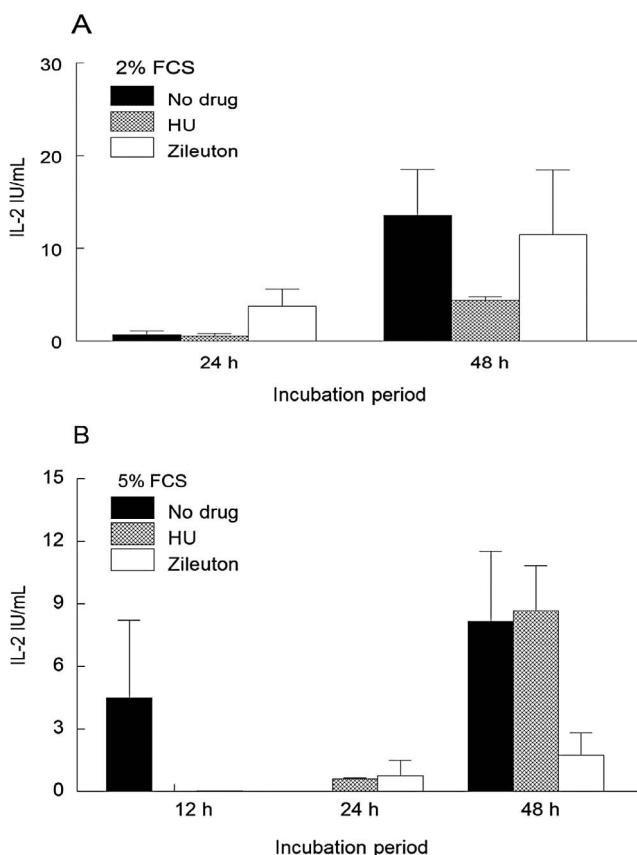 A
30
20
10
0
IL-2 IU/mL
2% FCS
No drug
HU
Zileuton
24 h
48 h
Incubation period
B
15
12
9
6
3
0
IL-2 IU/mL
5% FCS
No drug
HU
Zileuton
12 h
24 h
48 h
Incubation period